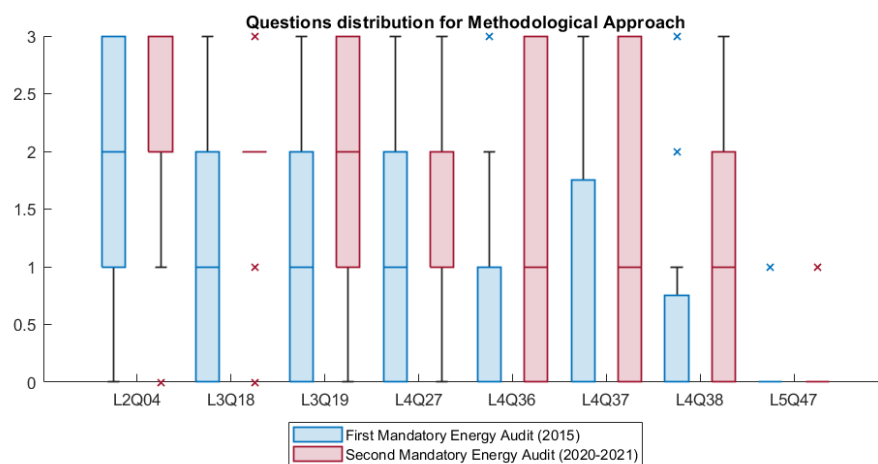 Questions distribution for Methodological Approach
3
2.5
2
1.5
1
0.5
0
L2Q04 L3Q18 L3Q19 L4Q27 L4Q36 L4Q37 L4Q38 L5Q47
First Mandatory Energy Audit (2015)
Second Mandatory Energy Audit (2020-2021)